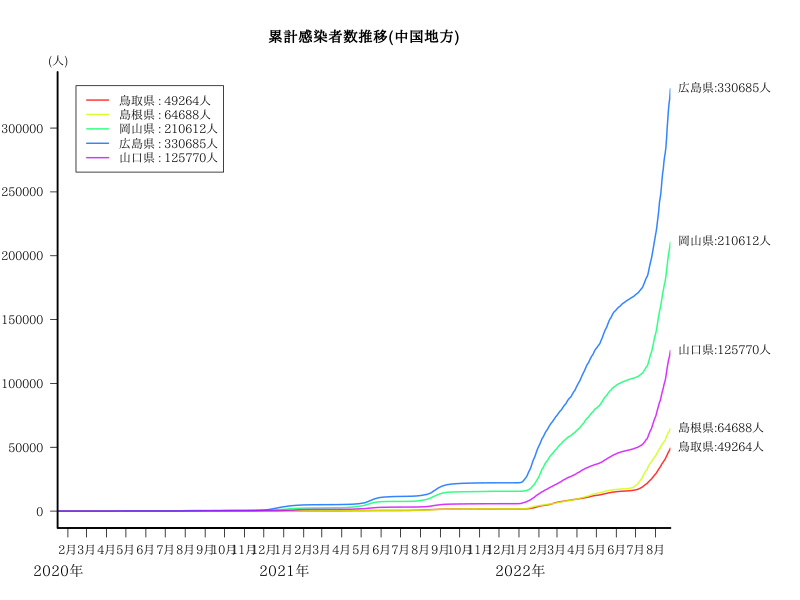 累計感染者数推移(中国地方)
(人)
鳥取県 : 49264人
島根県 : 64688人
岡山県 : 210612人
広島県 : 330685人
山口県 : 125770人
広島県:330685人
岡山県:210612人
山口県:125770人
島根県:64688人
鳥取県:49264人
300000
250000
200000
150000
100000
50000
0
2月 3月 4月 5月 6月 7月 8月 9月 10月 11月 12月 1月 2月 3月 4月 5月 6月 7月 8月 9月 10月 11月 12月 1月 2月 3月 4月 5月 6月 7月 8月
2020年 2021年 2022年